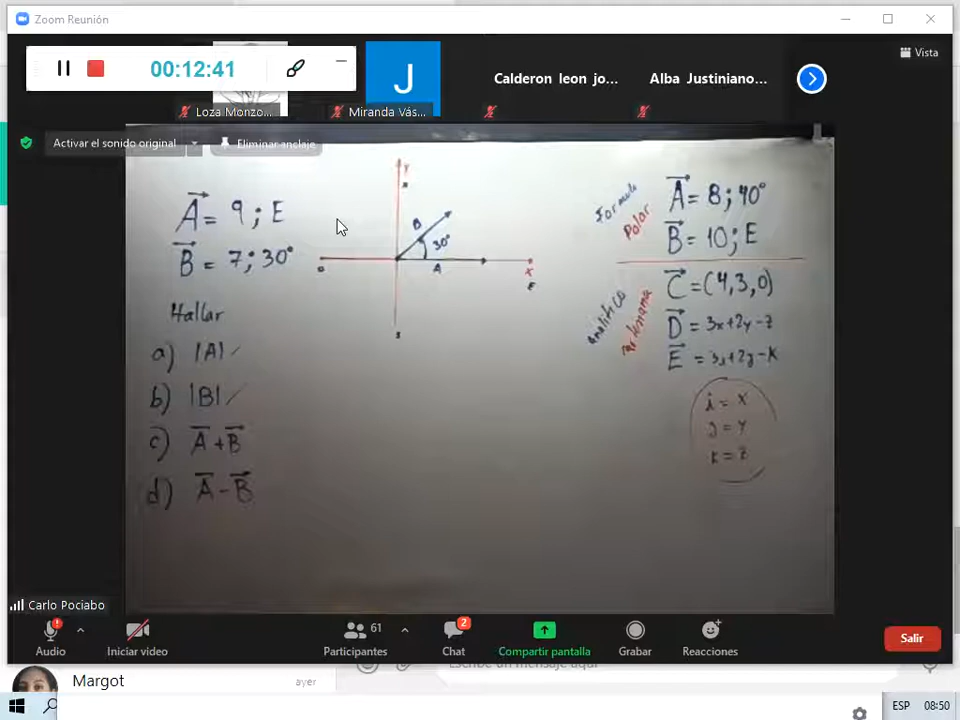 Zoom Reunión
00:12:41
Vista
J
Calderon leon jo...
Alba Justiniano...
Loza Monzo...
Miranda Vás...
Activar el sonido original
Eliminar anclaje
A = 9 ; E
B = 7 ; 30°
Hallar
a) |A|
b) |B|
c) A + B
d) A - B
Y
B
30°
A
X
E
Formula
Polar
A = 8 ; 40°
B = 10 ; E
analitico
C = (4,3,0)
D = 3x+2y-z
E = 3x+2y-k
i = x
j = y
k = z
Carlo Pociabo
Audio
Iniciar video
61
Participantes
2
Chat
Compartir pantalla
Grabar
Reacciones
Salir
Escribe un mensaje aquí
Margot
ayer
ESP
08:50